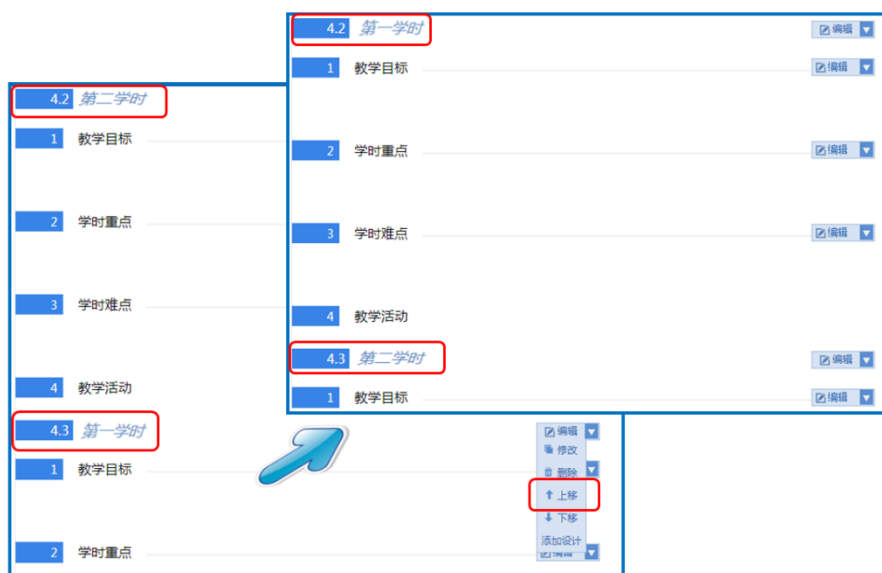 4.2 第一学时 编辑
1 教学目标 编辑
2 学时重点 编辑
3 学时难点 编辑
4 教学活动
4.3 第二学时 编辑
1 教学目标 编辑
4.2 第二学时
1 教学目标
2 学时重点
3 学时难点
4 教学活动
4.3 第一学时 编辑
修改
1 教学目标 删除
上移
下移
添加设计
2 学时重点 编辑